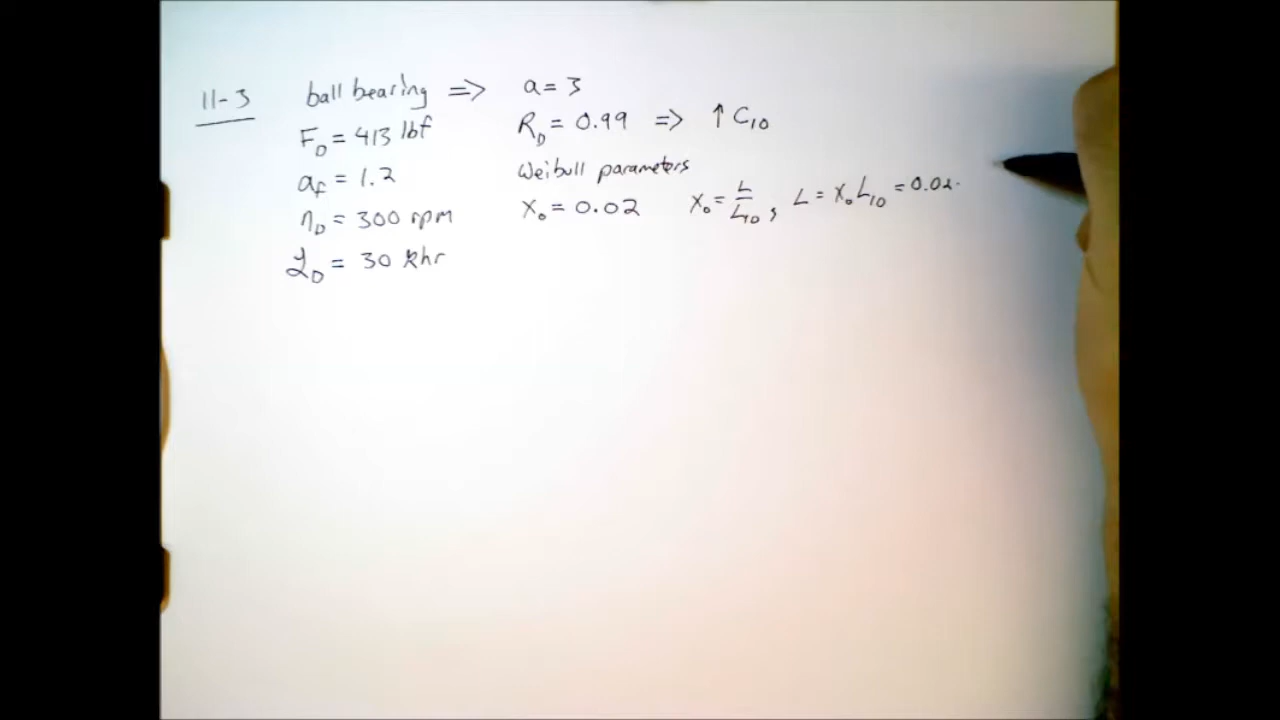 11-3 ball bearing => a = 3
F_D = 413 lbf R_D = 0.99 => ↑ C_10
a_f = 1.2 Weibull parameters
n_D = 300 rpm x_0 = 0.02 x_0 = L/L_10, L = x_0 L_10 = 0.02·
ℒ_D = 30 khr